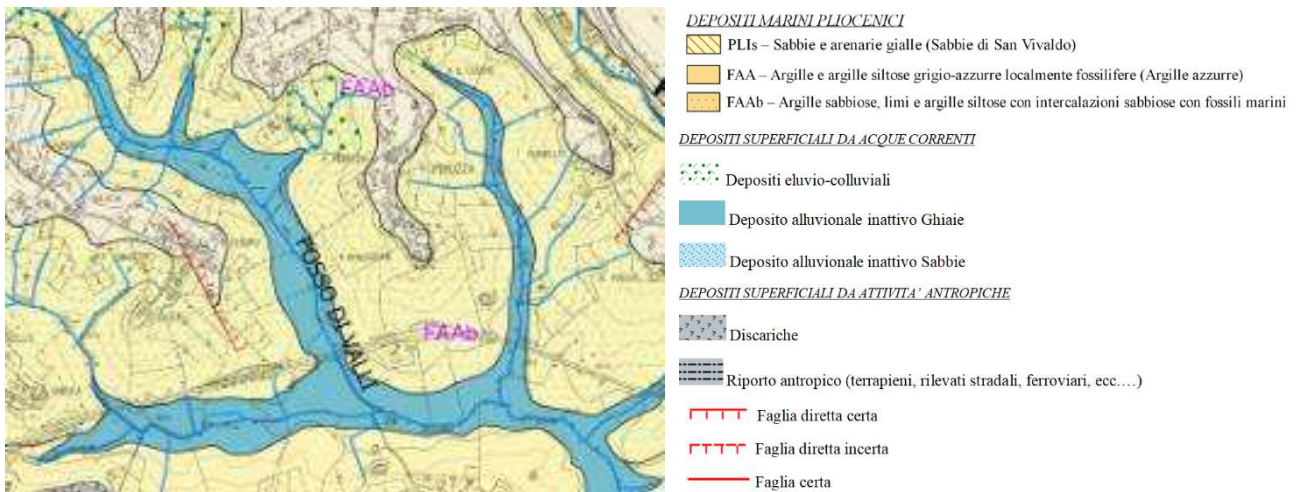 FAAb
FAAb
FOSSO DI VALLI
DEPOSITI MARINI PLIOCENICI
PLIs – Sabbie e arenarie gialle (Sabbie di San Vivaldo)
FAA – Argille e argille siltose grigio-azzurre localmente fossilifere (Argille azzurre)
FAAb – Argille sabbiose, limi e argille siltose con intercalazioni sabbiose con fossili marini
DEPOSITI SUPERFICIALI DA ACQUE CORRENTI
Depositi eluvio-colluviali
Deposito alluvionale inattivo Ghiaie
Deposito alluvionale inattivo Sabbie
DEPOSITI SUPERFICIALI DA ATTIVITA' ANTROPICHE
Discariche
Riporto antropico (terrapieni, rilevati stradali, ferroviari, ecc.…)
Faglia diretta certa
Faglia diretta incerta
Faglia certa